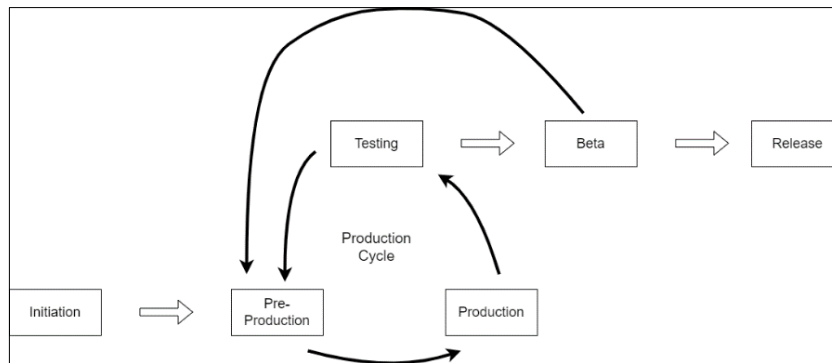 Testing
Beta
Release
Production
Cycle
Initiation
Pre-
Production
Production